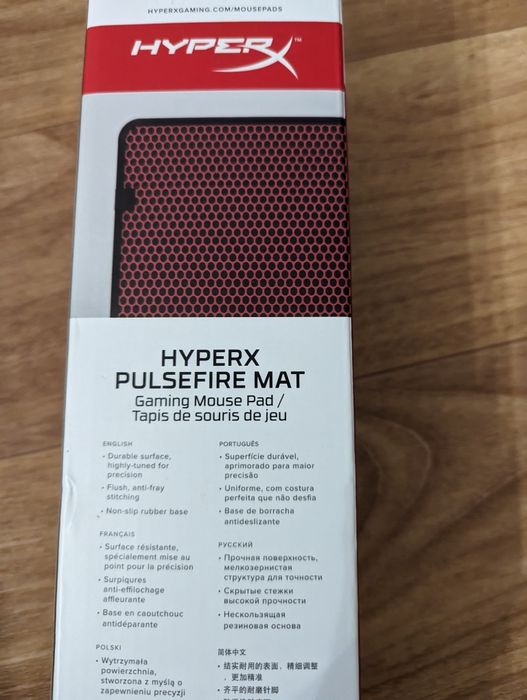 HYPERXGAMING.COM/MOUSEPADS
HYPERX™
HYPERX
PULSEFIRE MAT
Gaming Mouse Pad /
Tapis de souris de jeu
ENGLISH
• Durable surface,
highly-tuned for
precision
• Flush, anti-fray
stitching
• Non-slip rubber base
FRANÇAIS
• Surface résistante,
spécialement mise au
point pour la précision
• Surpiqures
anti-effilochage
affleurante
• Base en caoutchouc
antidéparante
POLSKI
• Wytrzymała
powierzchnia,
stworzona z myślą o
zapewnieniu precyzji
PORTUGUÊS
• Superfície durável,
aprimorado para maior
precisão
• Uniforme, com costura
perfeita que não desfia
• Base de borracha
antideslizante
РУССКИЙ
• Прочная поверхность,
мелкозернистая
структура для точности
• Скрытые стежки
высокой прочности
• Нескользящая
резиновая основа
简体中文
• 结实耐用的表面，精细调整
，更加精准
• 齐平的耐磨针脚